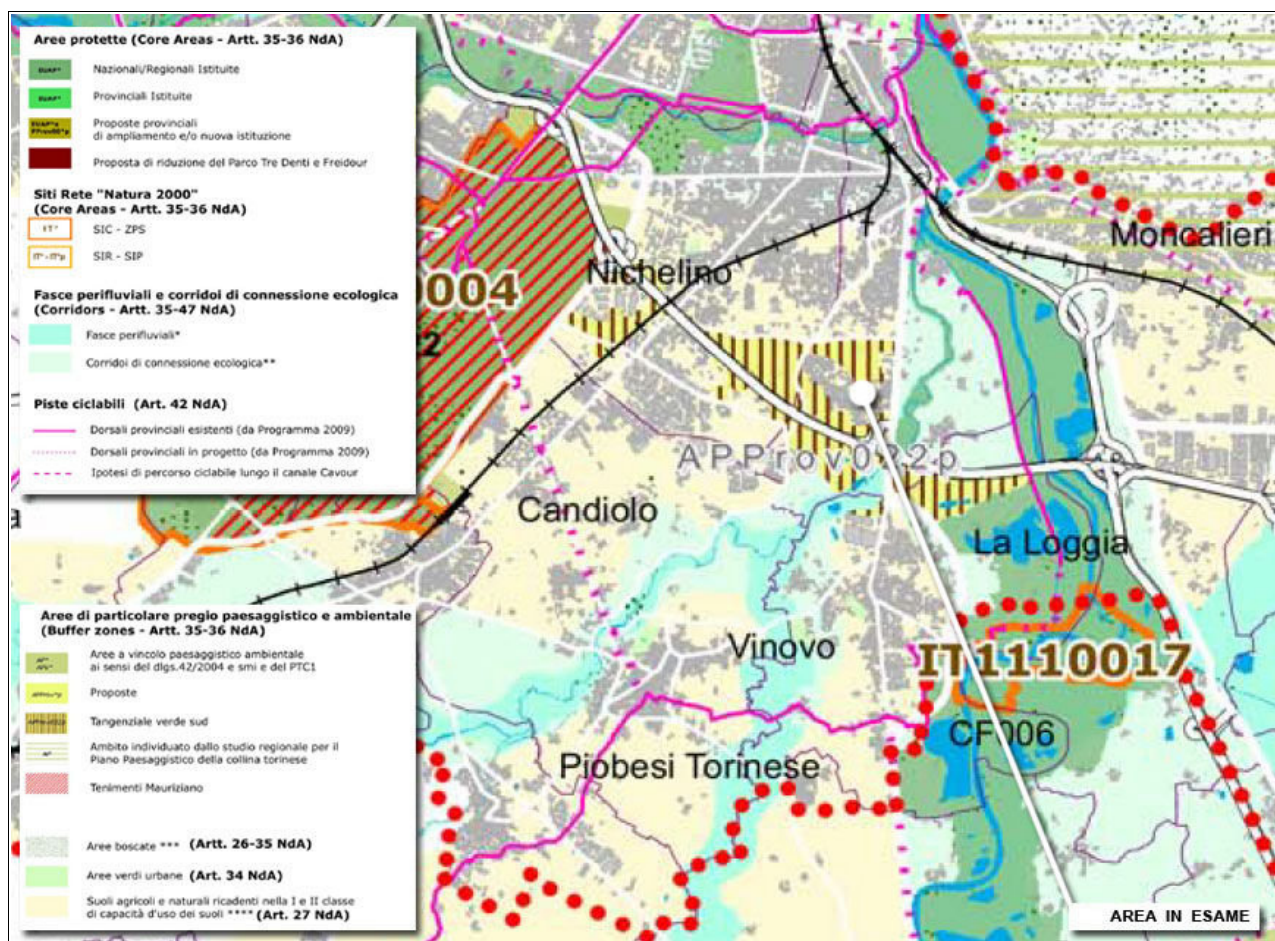 Aree protette (Core Areas - Artt. 35-36 NdA)
Nazionali/Regionali Istituite
Provinciali Istituite
Proposte provinciali
di ampliamento e/o nuova istituzione
Proposta di riduzione del Parco Tre Denti e Freidour
Siti Rete "Natura 2000"
(Core Areas - Artt. 35-36 NdA)
SIC - ZPS
SIR - SIP
Fasce perifluviali e corridoi di connessione ecologica
(Corridors - Artt. 35-47 NdA)
Fasce perifluviali*
Corridoi di connessione ecologica**
Piste ciclabili (Art. 42 NdA)
Dorsali provinciali esistenti (da Programma 2009)
Dorsali provinciali in progetto (da Programma 2009)
Ipotesi di percorso ciclabile lungo il canale Cavour
Moncalieri
Nichelino
0004
2
APProv022p
Candiolo
La Loggia
Vinovo
IT1110017
CF006
Piobesi Torinese
Aree di particolare pregio paesaggistico e ambientale
(Buffer zones - Artt. 35-36 NdA)
Aree a vincolo paesaggistico ambientale
ai sensi del dlgs.42/2004 e smi e del PTC1
Proposte
Tangenziale verde sud
Ambito individuato dallo studio regionale per il
Piano Paesaggistico della collina torinese
Tenimenti Mauriziano
Aree boscate *** (Artt. 26-35 NdA)
Aree verdi urbane (Art. 34 NdA)
Suoli agricoli e naturali ricadenti nella I e II classe
di capacità d'uso dei suoli **** (Art. 27 NdA)
AREA IN ESAME